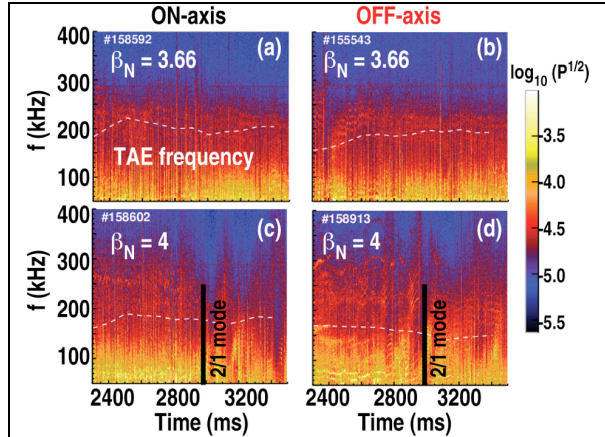 ON-axis
OFF-axis
400
300
200
100
f (kHz)
#158592
(a)
βN = 3.66
TAE frequency
#155543
(b)
βN = 3.66
log10 (P1/2)
-3.5
-4.0
-4.5
-5.0
-5.5
400
300
200
100
f (kHz)
#158602
(c)
βN = 4
2/1 mode
#158913
(d)
βN = 4
2/1 mode
2400 2800 3200
2400 2800 3200
Time (ms)
Time (ms)